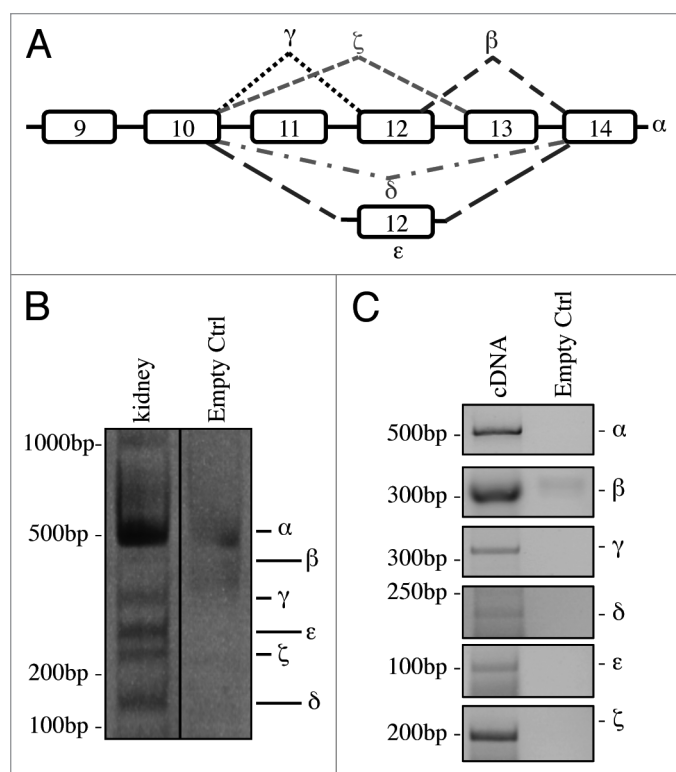 A
γ ζ β
9 10 11 12 13 14 α
δ
12
ε
B
kidney
Empty Ctrl
1000bp-
500bp-
200bp -
100bp -
α
β
γ
ε
ζ
δ
C
cDNA
Empty Ctrl
500bp - - α
300bp - - β
300bp - - γ
250bp - - δ
100bp - - ε
200bp - - ζ